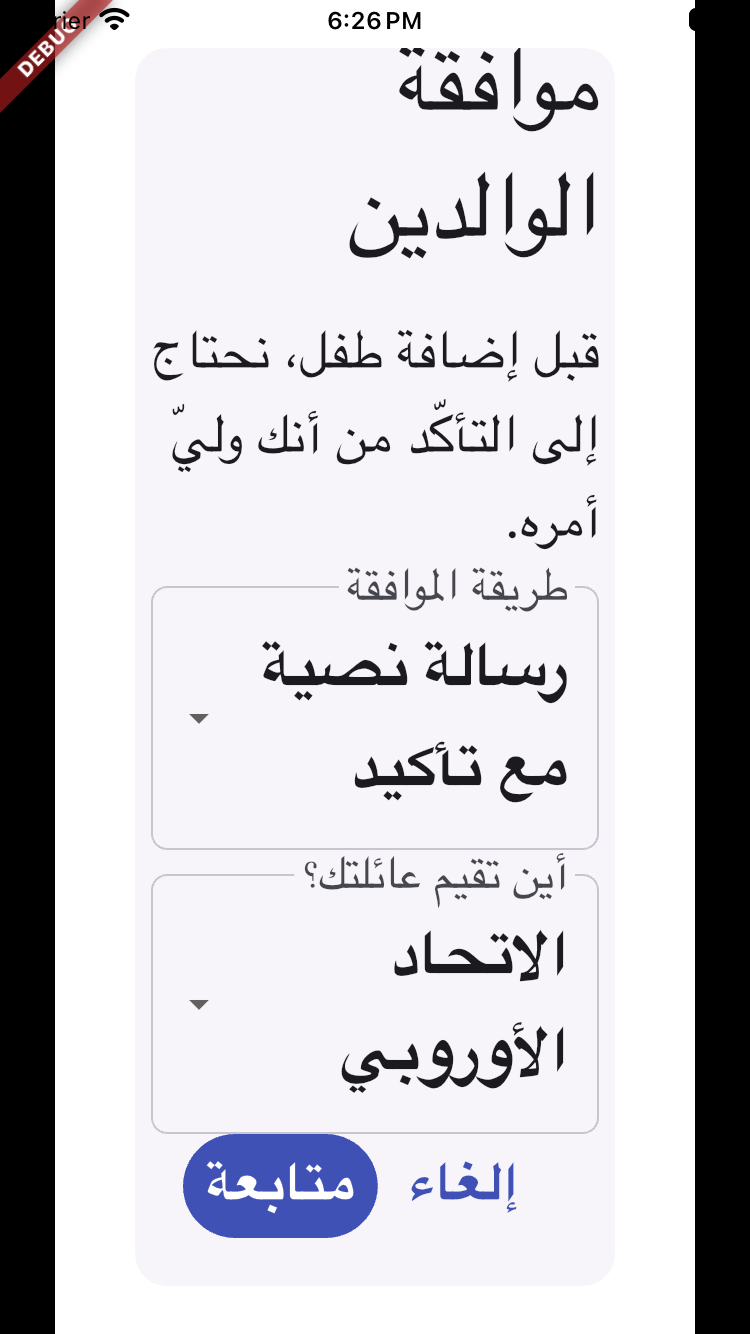 rier 6:26 PM
DEBUG
موافقة
الوالدين
قبل إضافة طفل، نحتاج
إلى التأكّد من أنك وليّ
أمره.
طريقة الموافقة
رسالة نصية
مع تأكيد
أين تقيم عائلتك؟
الاتحاد
الأوروبي
إلغاء
متابعة